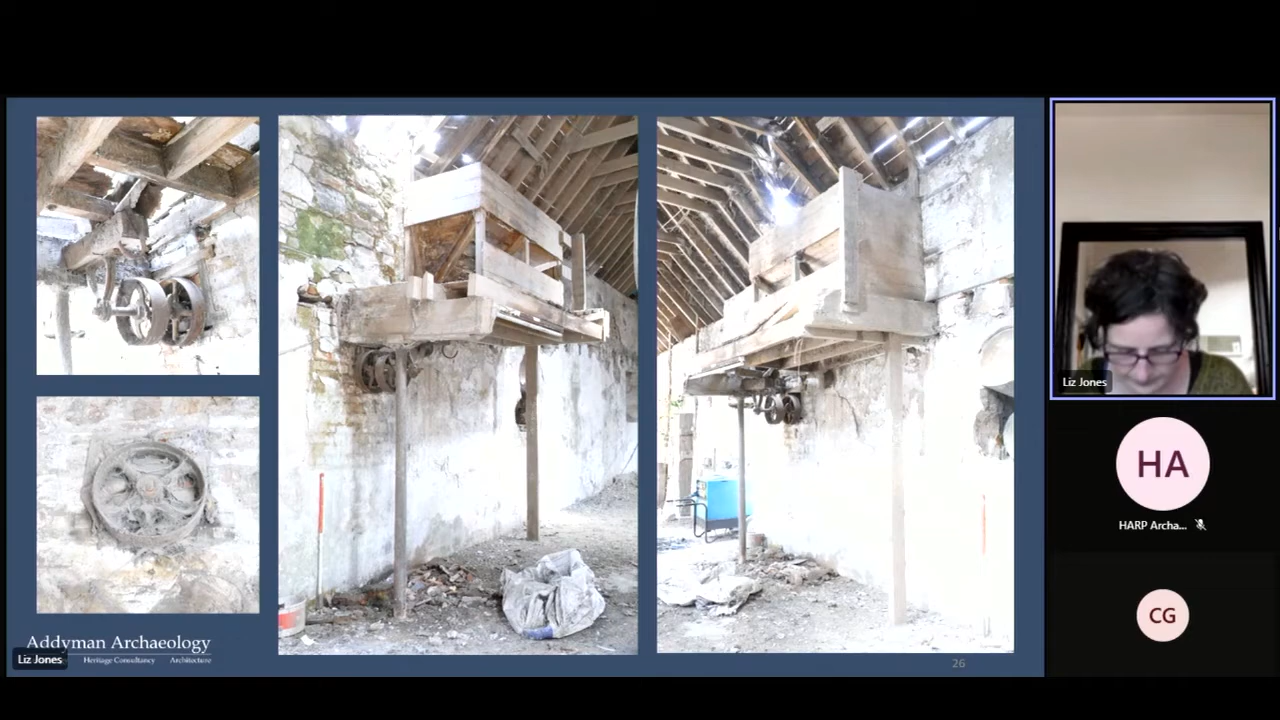 Addyman Archaeology
Heritage Consultancy Architecture
Liz Jones
26
Liz Jones
HA
HARP Archa...
CG